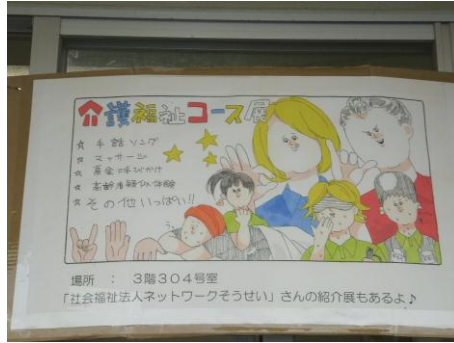 介護福祉コース展
☆ 手話ソング
☆ マッサージ
☆ 募金呼びかけ
☆ 高齢者疑似体験
☆ その他いっぱい!!
場所 : 3階304号室
「社会福祉法人ネットワークそうせい」さんの紹介展もあるよ♪